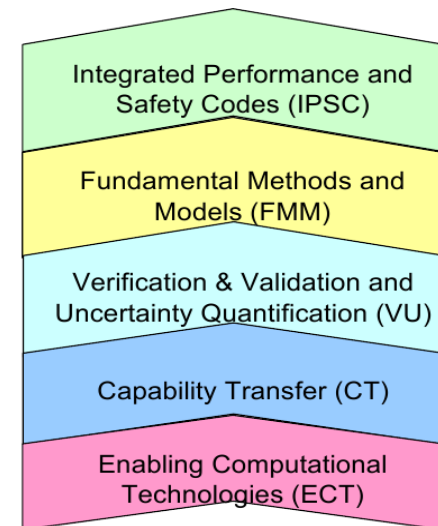 Integrated Performance and
Safety Codes (IPSC)
Fundamental Methods and
Models (FMM)
Verification & Validation and
Uncertainty Quantification (VU)
Capability Transfer (CT)
Enabling Computational
Technologies (ECT)